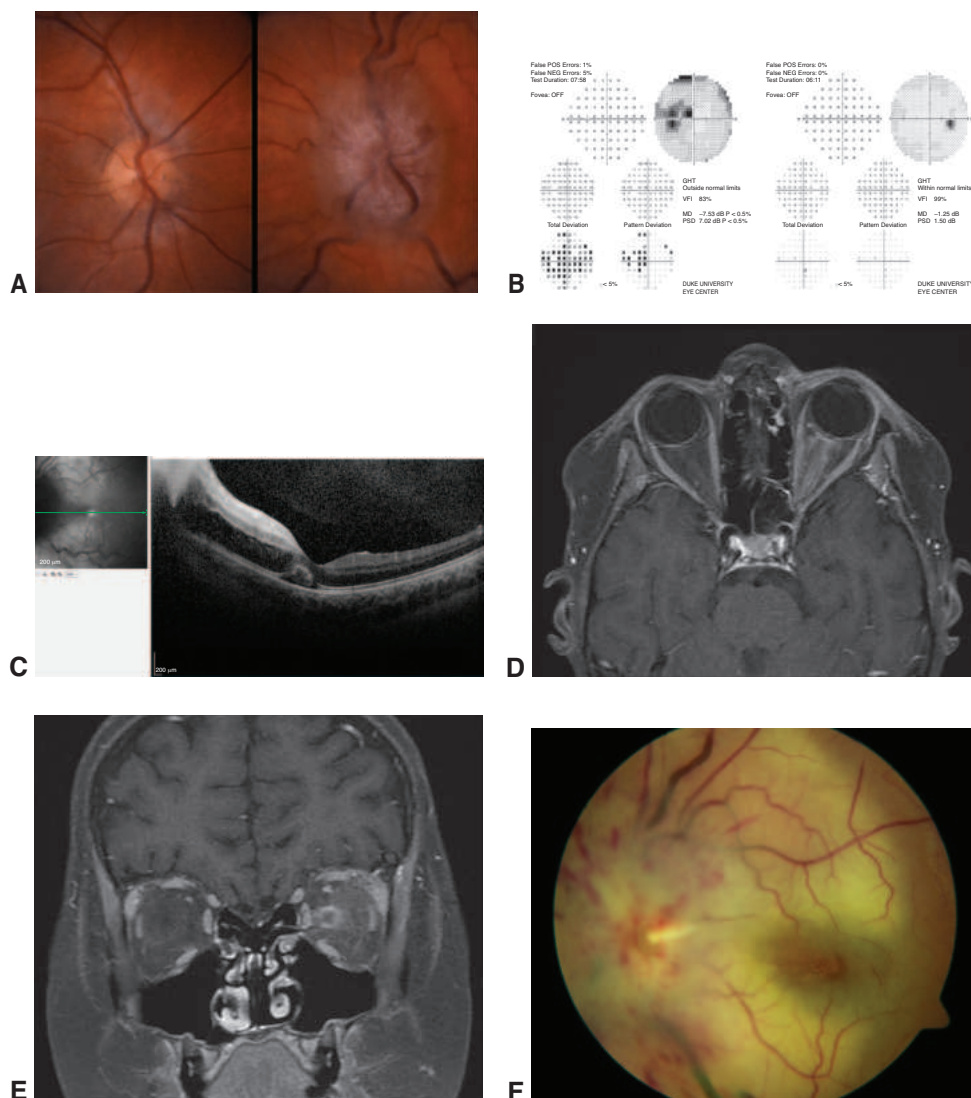 A
False POS Errors: 1%
False NEG Errors: 5%
Test Duration: 07:58
Fovea: OFF
GHT
Outside normal limits
VFI 83%
MD –7.53 dB P < 0.5%
PSD 7.02 dB P < 0.5%
Total Deviation
Pattern Deviation
< 5%
DUKE UNIVERSITY
EYE CENTER
False POS Errors: 0%
False NEG Errors: 0%
Test Duration: 06:11
Fovea: OFF
GHT
Within normal limits
VFI 99%
MD –1.25 dB
PSD 1.50 dB
Total Deviation
Pattern Deviation
< 5%
DUKE UNIVERSITY
EYE CENTER
B
200 µm
200 µm
C
D
E
F